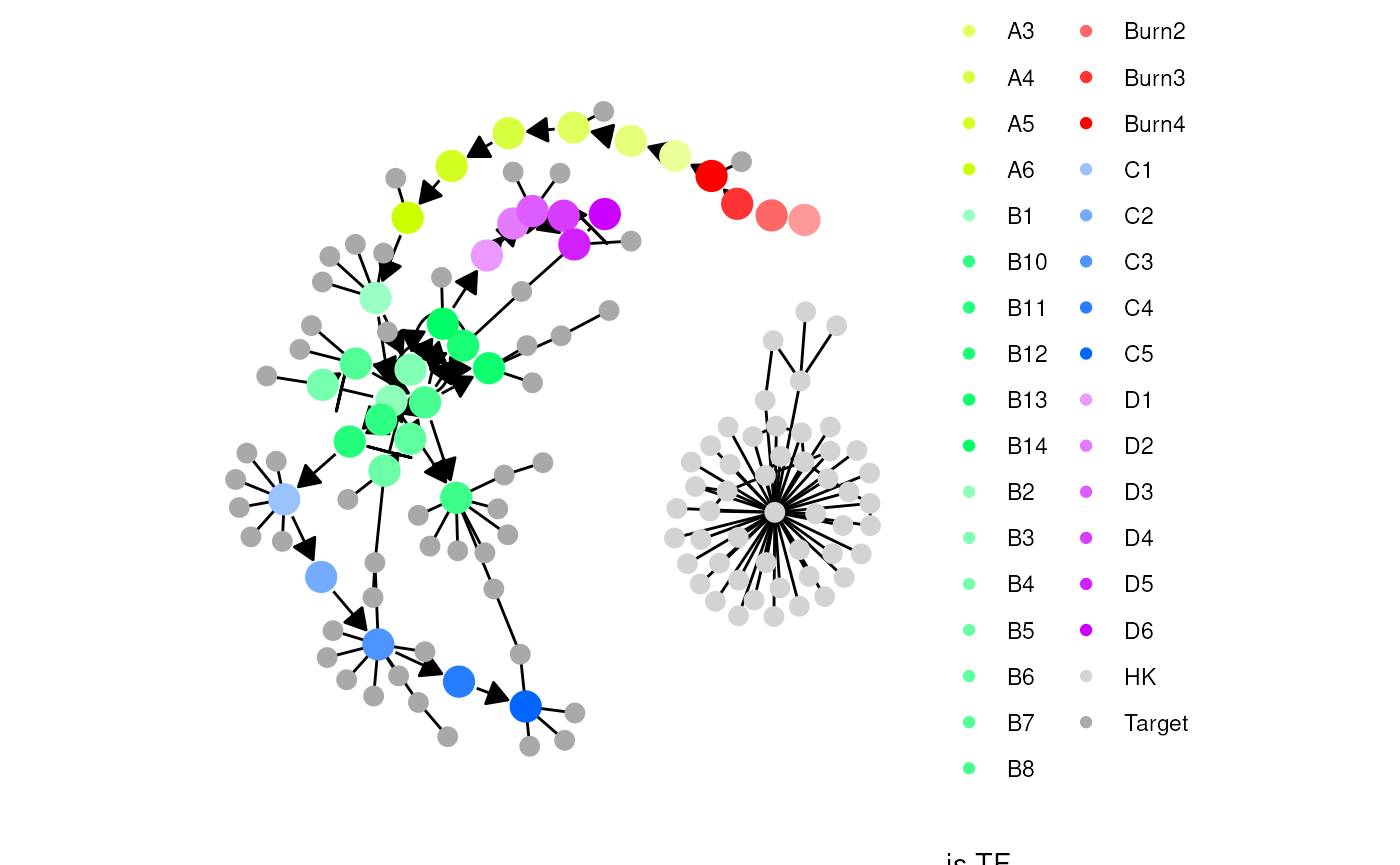 A3 Burn2
A4 Burn3
A5 Burn4
A6 C1
B1 C2
B10 C3
B11 C4
B12 C5
B13 D1
B14 D2
B2 D3
B3 D4
B4 D5
B5 D6
B6 HK
B7 Target
B8
is TF